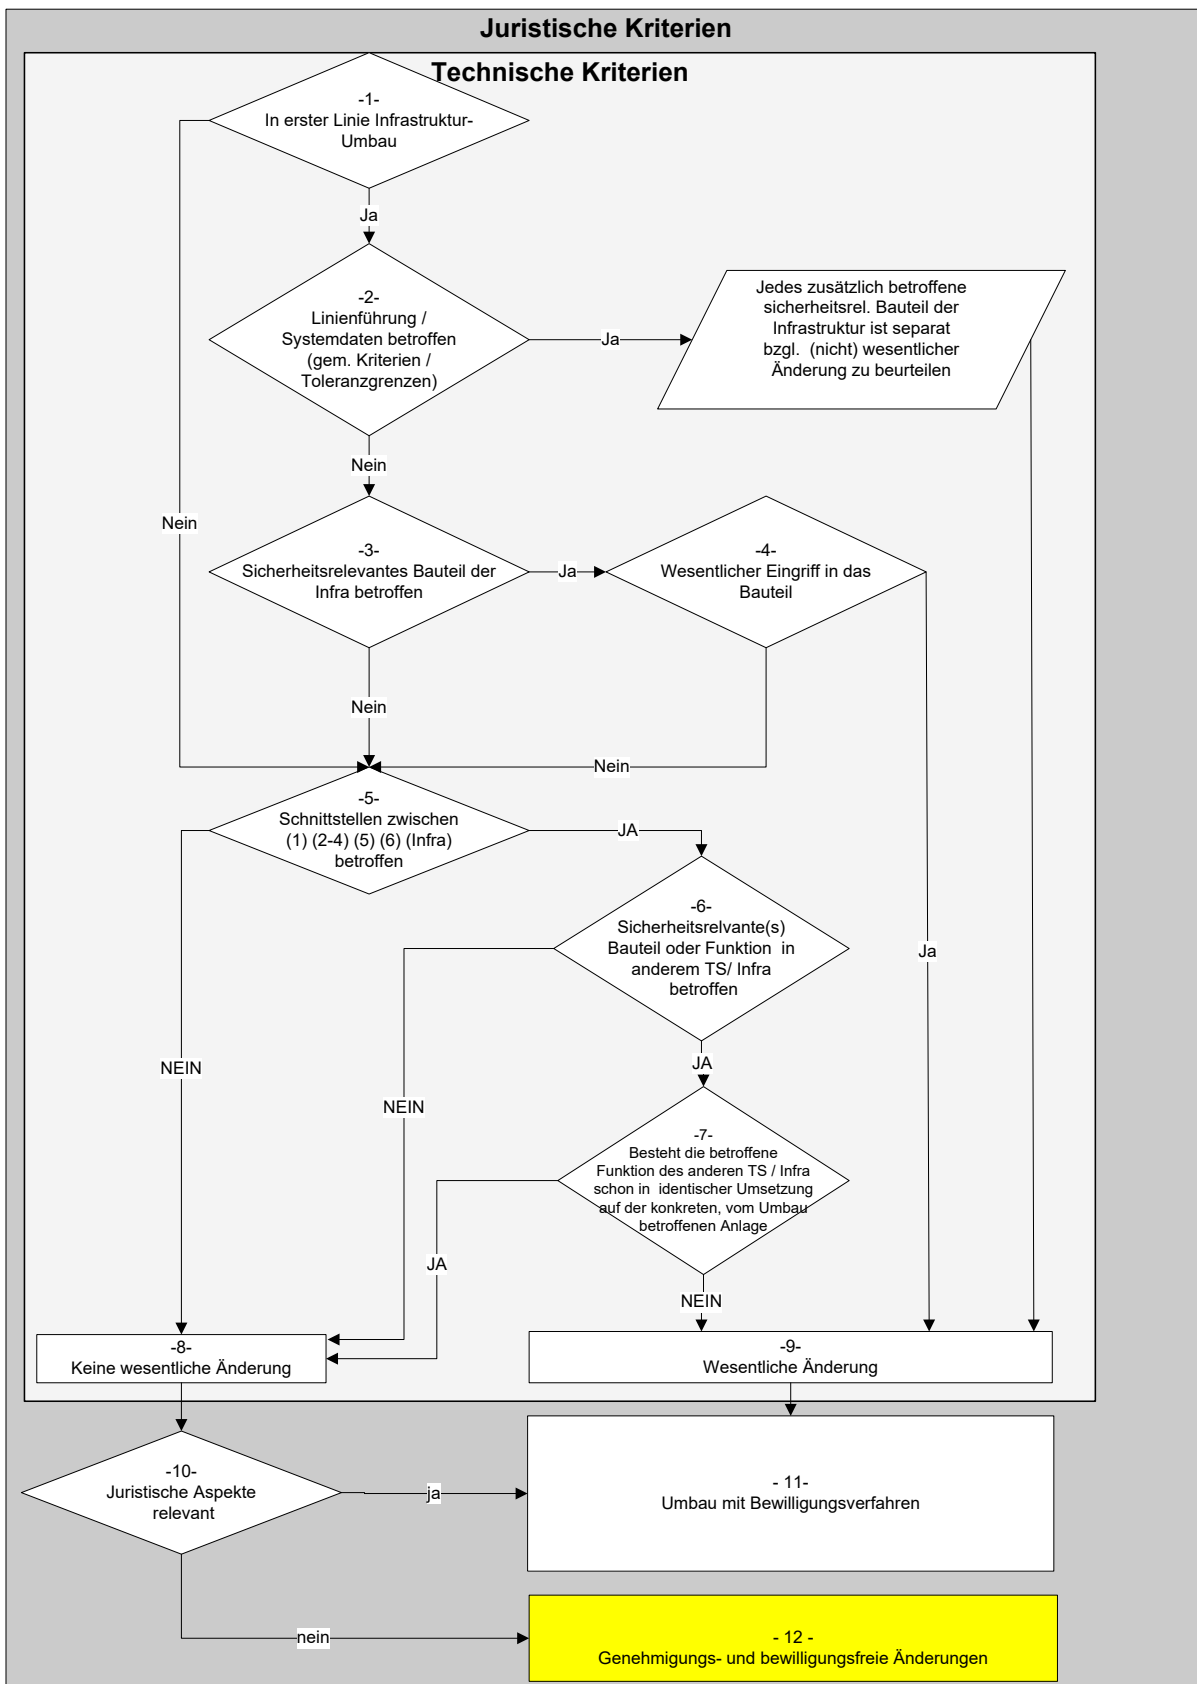 Juristische Kriterien
Technische Kriterien
-1-
In erster Linie Infrastruktur-
Umbau
Ja
-2-
Linienführung /
Systemdaten betroffen
(gem. Kriterien /
Toleranzgrenzen)
Ja
Jedes zusätzlich betroffene
sicherheitsrel. Bauteil der
Infrastruktur ist separat
bzgl. (nicht) wesentlicher
Änderung zu beurteilen
Nein
Nein
-3-
Sicherheitsrelevantes Bauteil der
Infra betroffen
Ja
-4-
Wesentlicher Eingriff in das
Bauteil
Nein
Nein
-5-
Schnittstellen zwischen
(1) (2-4) (5) (6) (Infra)
betroffen
JA
-6-
Sicherheitsrelvante(s)
Bauteil oder Funktion in
anderem TS/ Infra
betroffen
Ja
NEIN
JA
NEIN
-7-
Besteht die betroffene
Funktion des anderen TS / Infra
schon in identischer Umsetzung
auf der konkreten, vom Umbau
betroffenen Anlage
JA
NEIN
-8-
Keine wesentliche Änderung
-9-
Wesentliche Änderung
-10-
Juristische Aspekte
relevant
ja
- 11-
Umbau mit Bewilligungsverfahren
nein
- 12 -
Genehmigungs- und bewilligungsfreie Änderungen